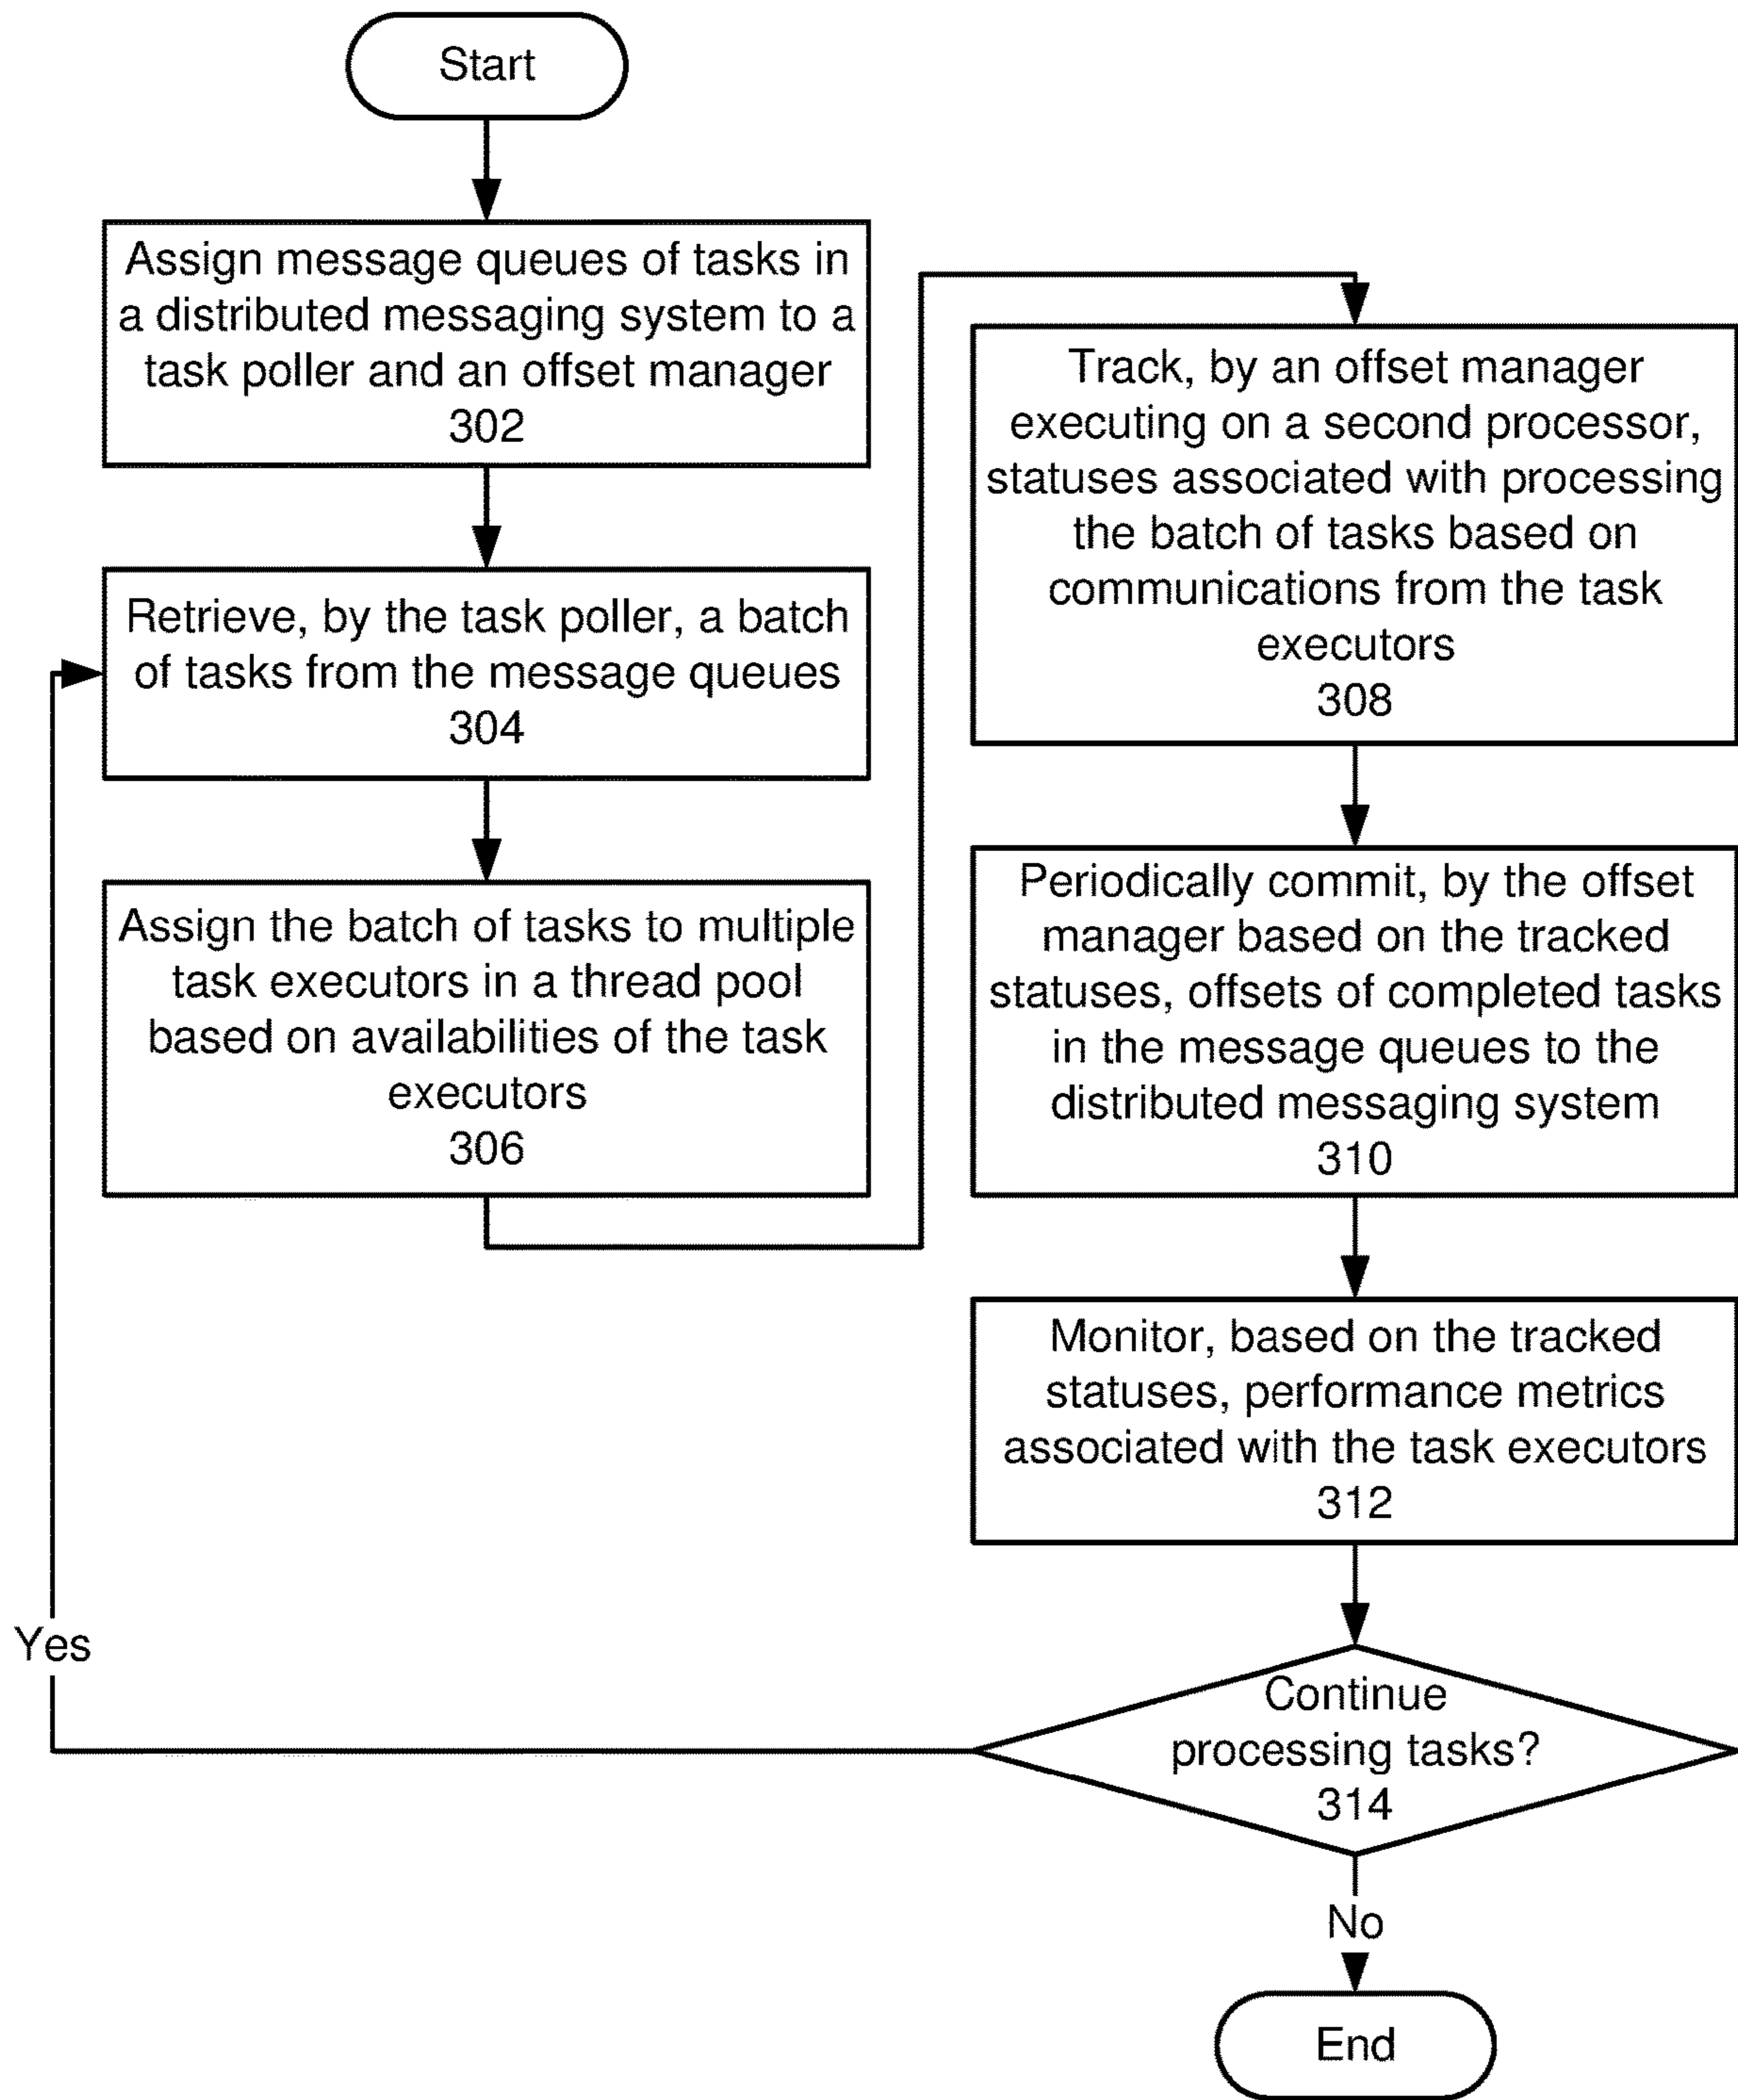 Start
Assign message queues of tasks in
a distributed messaging system to a
task poller and an offset manager
302
Retrieve, by the task poller, a batch
of tasks from the message queues
304
Assign the batch of tasks to multiple
task executors in a thread pool
based on availabilities of the task
executors
306
Track, by an offset manager
executing on a second processor,
statuses associated with processing
the batch of tasks based on
communications from the task
executors
308
Periodically commit, by the offset
manager based on the tracked
statuses, offsets of completed tasks
in the message queues to the
distributed messaging system
310
Monitor, based on the tracked
statuses, performance metrics
associated with the task executors
312
Continue
processing tasks?
314
Yes
No
End